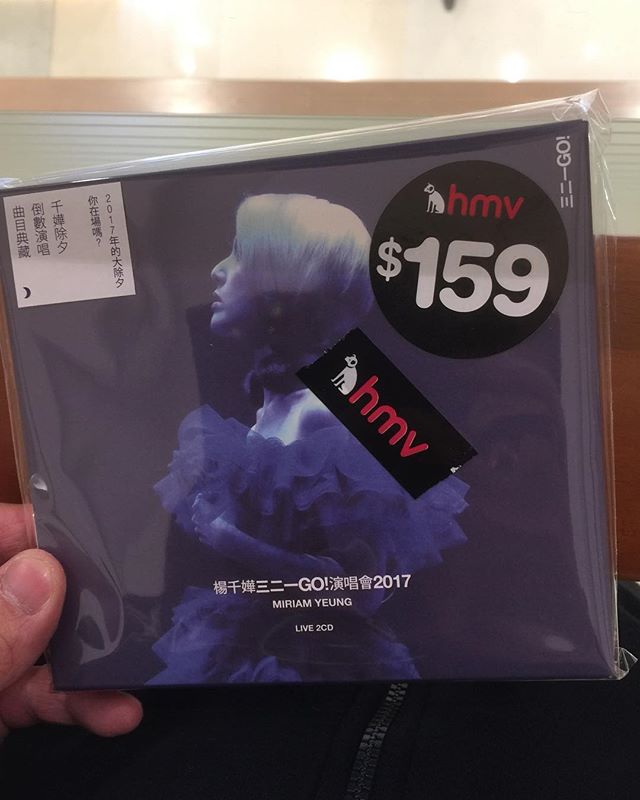 2017年的大除夕
你在場嗎?
千嬅除夕
倒數演唱
曲目典藏
hmv
$159
三二一GO!
hmv
楊千嬅三二一GO!演唱會2017
MIRIAM YEUNG
LIVE 2CD